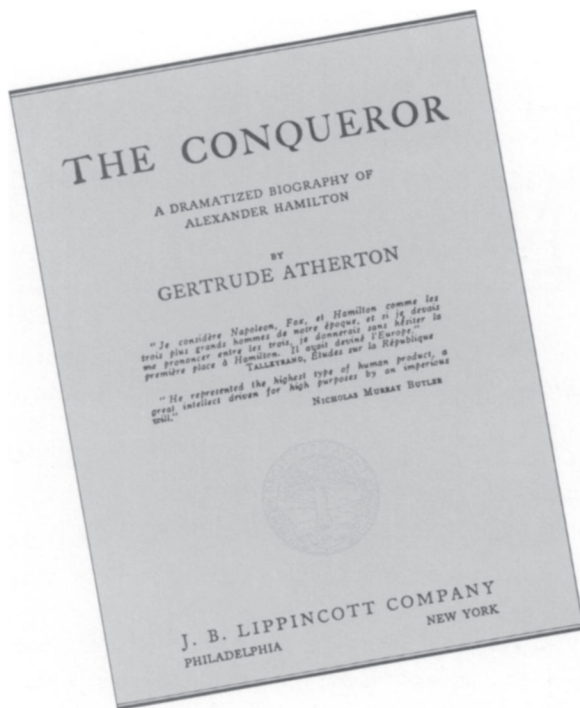 THE CONQUEROR
A DRAMATIZED BIOGRAPHY OF
ALEXANDER HAMILTON
BY
GERTRUDE ATHERTON
"Je considère Napoleon, Fox, et Hamilton comme les
trois plus grands hommes de notre époque, et si je devais
me prononcer entre les trois, je donnerais sans hésiter la
première place à Hamilton. Il avait deviné l'Europe."
TALLEYRAND, Études sur la République
"He represented the highest type of human product, a
great intellect driven for high purposes by an imperious
will."
NICHOLAS MURRAY BUTLER
J. B. LIPPINCOTT COMPANY
PHILADELPHIA NEW YORK